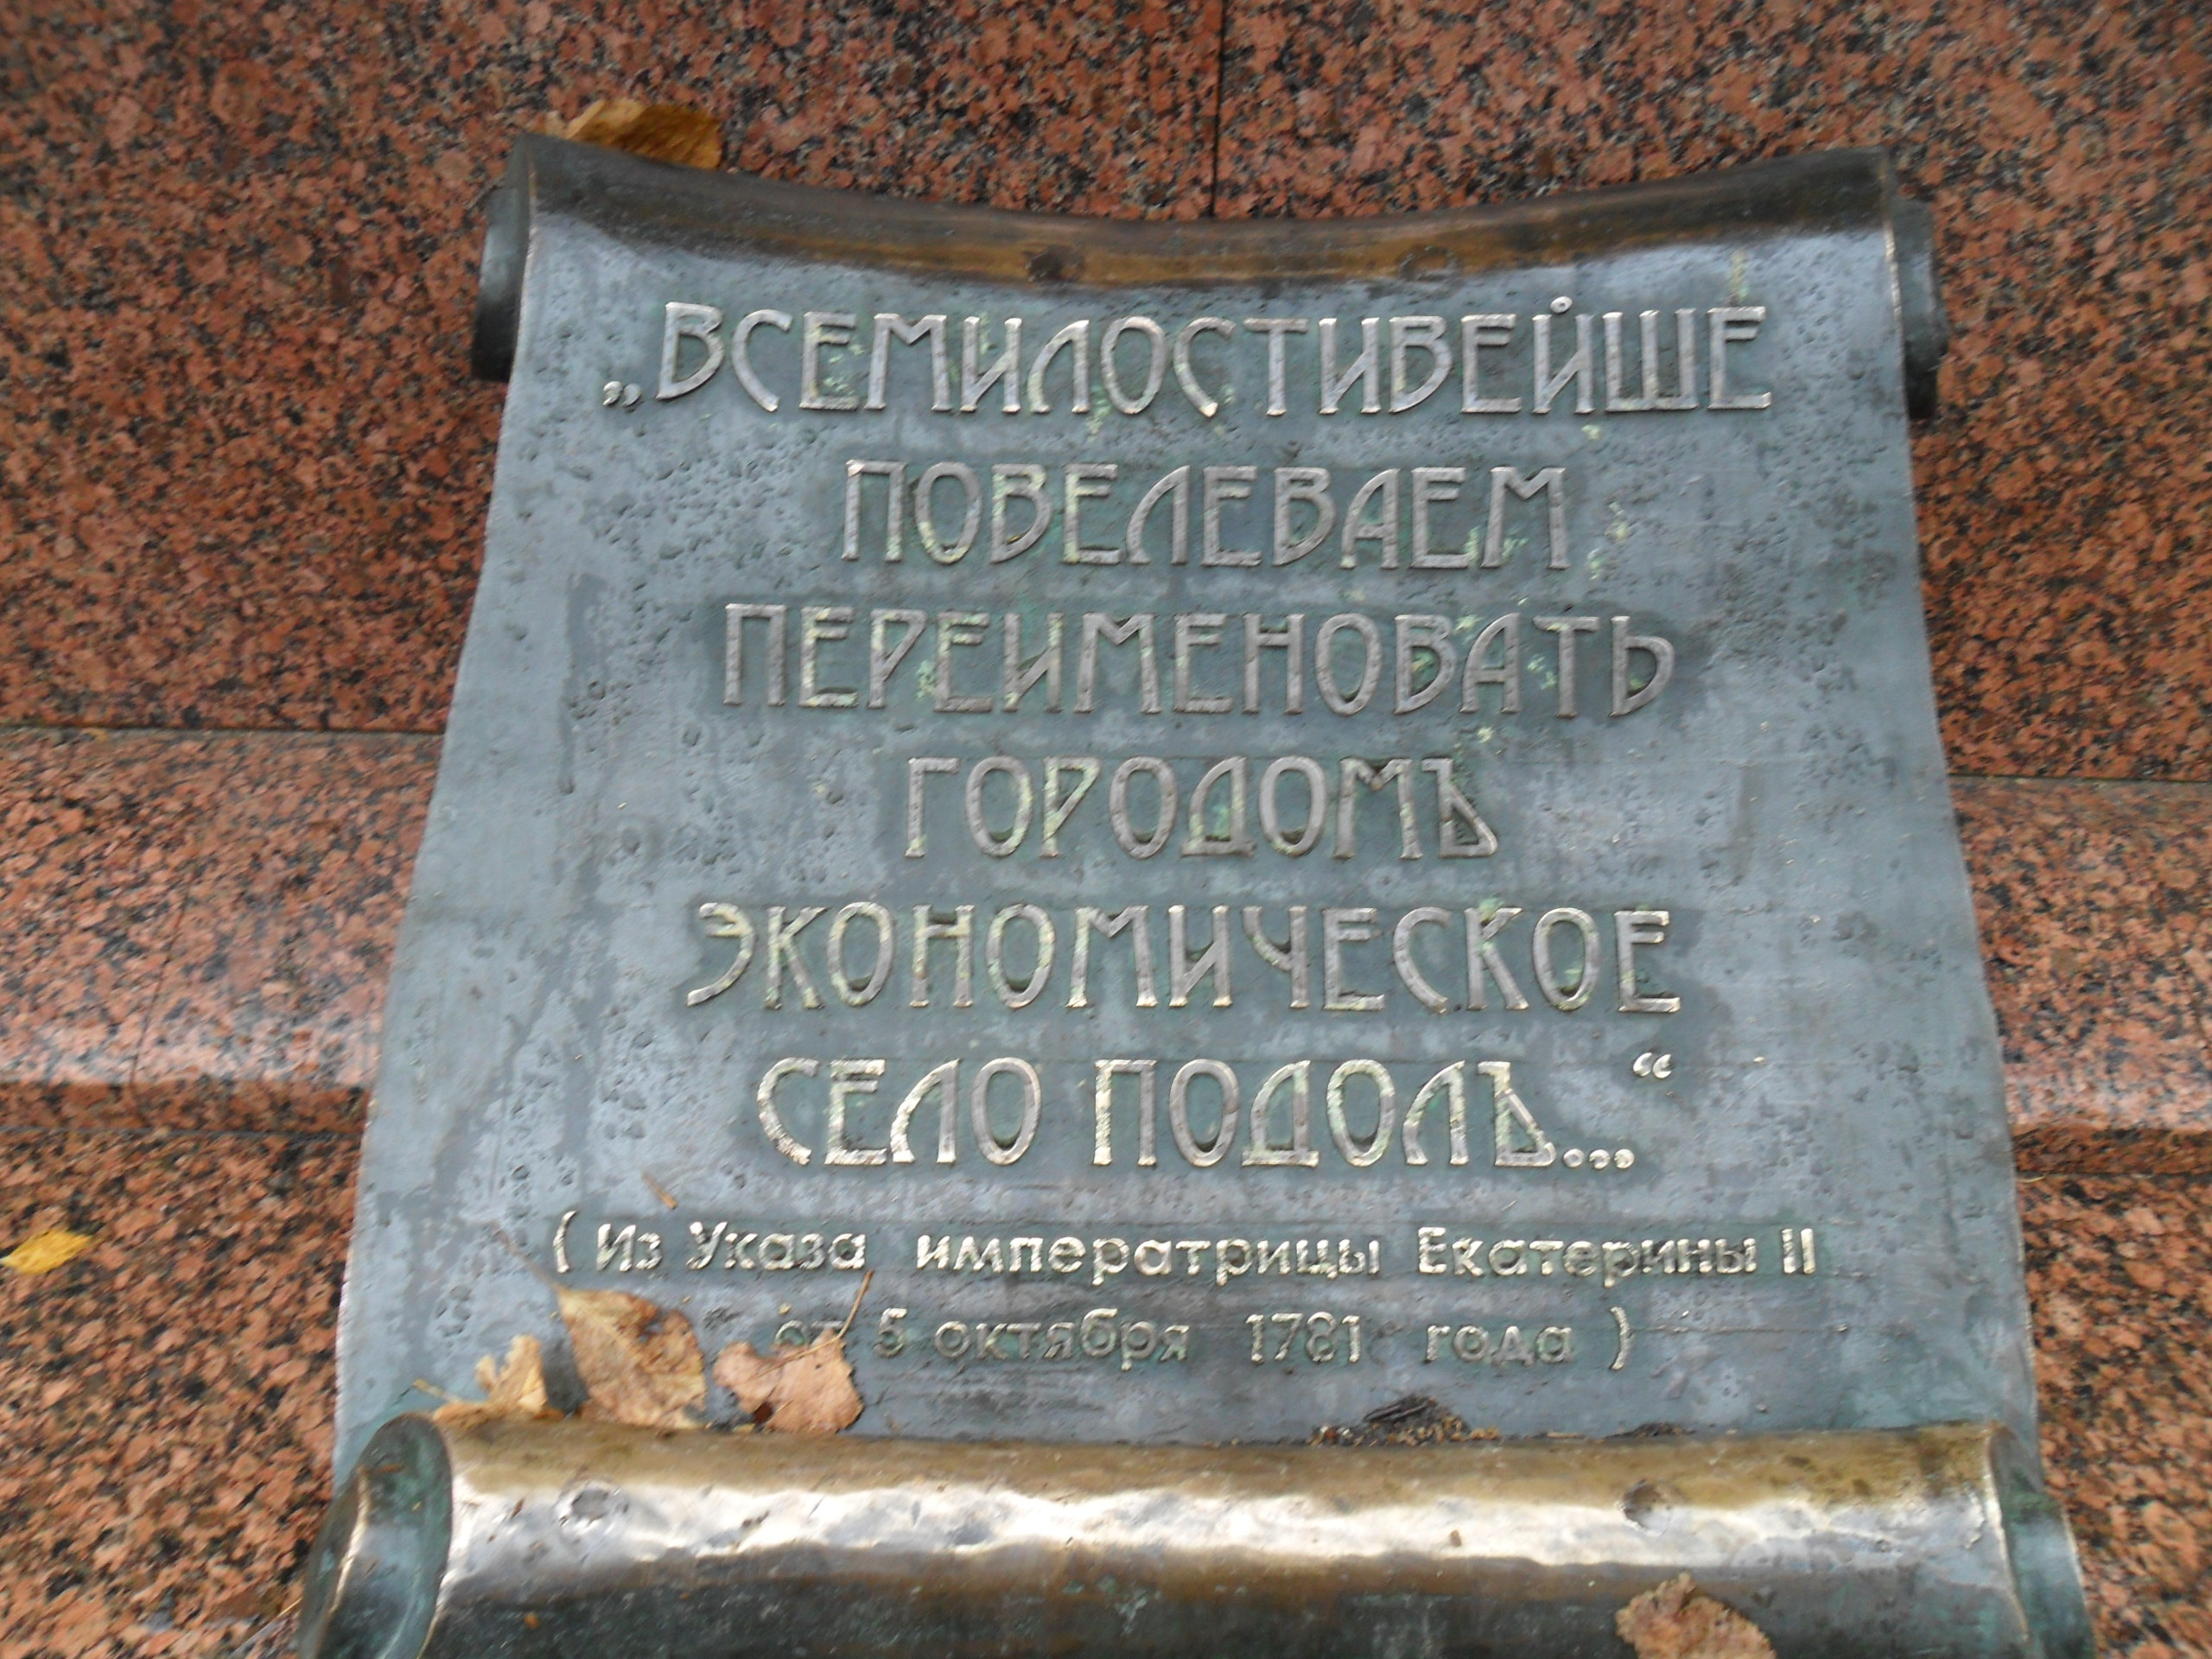 „ВСЕМИЛОСТИВЕЙШЕ
ПОВЕЛЕВАЕМ
ПЕРЕИМЕНОВАТЬ
ГОРОДОМЪ
ЭКОНОМИЧЕСКОЕ
СЕЛО ПОДОЛЪ..."
(Из Указа императрицы Екатерины II
от 5 октября 1781 года)